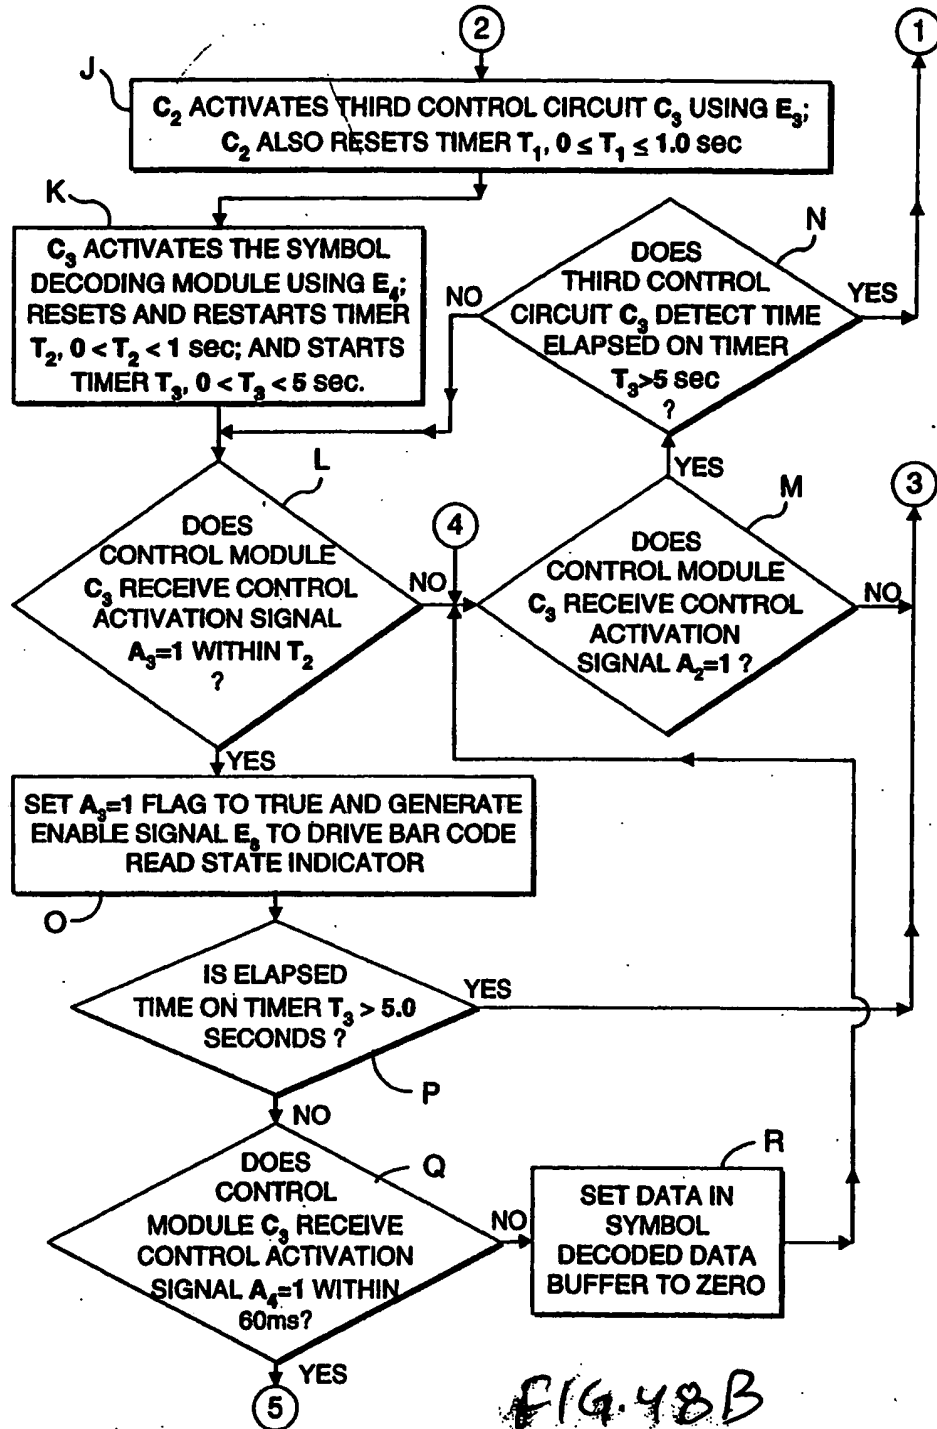 2
1
J
C₂ ACTIVATES THIRD CONTROL CIRCUIT C₃ USING E₃;
C₂ ALSO RESETS TIMER T₁, 0 ≤ T₁ ≤ 1.0 sec
K
C₃ ACTIVATES THE SYMBOL
DECODING MODULE USING E₄;
RESETS AND RESTARTS TIMER
T₂, 0 < T₂ < 1 sec; AND STARTS
TIMER T₃, 0 < T₃ < 5 sec.
N
DOES
THIRD CONTROL
CIRCUIT C₃ DETECT TIME
ELAPSED ON TIMER
T₃>5 sec
?
NO
YES
L
DOES
CONTROL MODULE
C₃ RECEIVE CONTROL
ACTIVATION SIGNAL
A₃=1 WITHIN T₂
?
NO
YES
4
M
YES
DOES
CONTROL MODULE
C₃ RECEIVE CONTROL
ACTIVATION
SIGNAL A₂=1 ?
NO
3
SET A₃=1 FLAG TO TRUE AND GENERATE
ENABLE SIGNAL E₈ TO DRIVE BAR CODE
READ STATE INDICATOR
O
IS ELAPSED
TIME ON TIMER T₃ > 5.0
SECONDS ?
YES
P
NO
Q
DOES
CONTROL
MODULE C₃ RECEIVE
CONTROL ACTIVATION
SIGNAL A₄=1 WITHIN
60ms?
NO
YES
R
SET DATA IN
SYMBOL
DECODED DATA
BUFFER TO ZERO
5
FIG. 48B